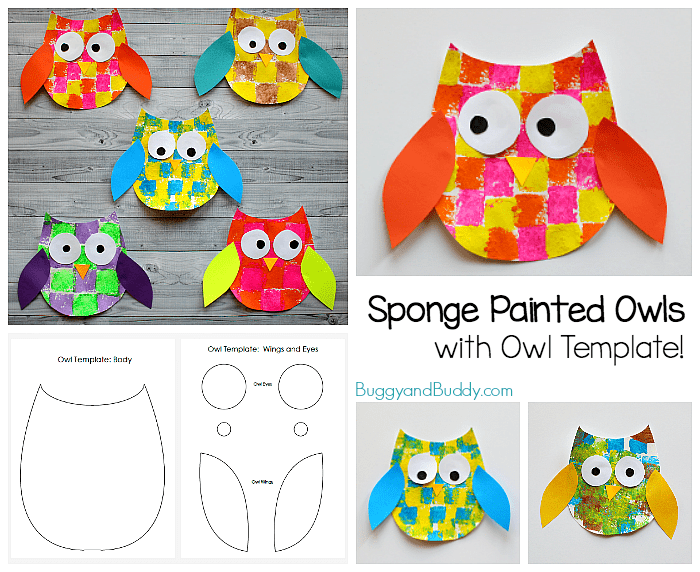 Owl Template: Body
Owl Template: Wings and Eyes
Owl Eyes
Owl Wings
Sponge Painted Owls
with Owl Template!
BuggyandBuddy.com